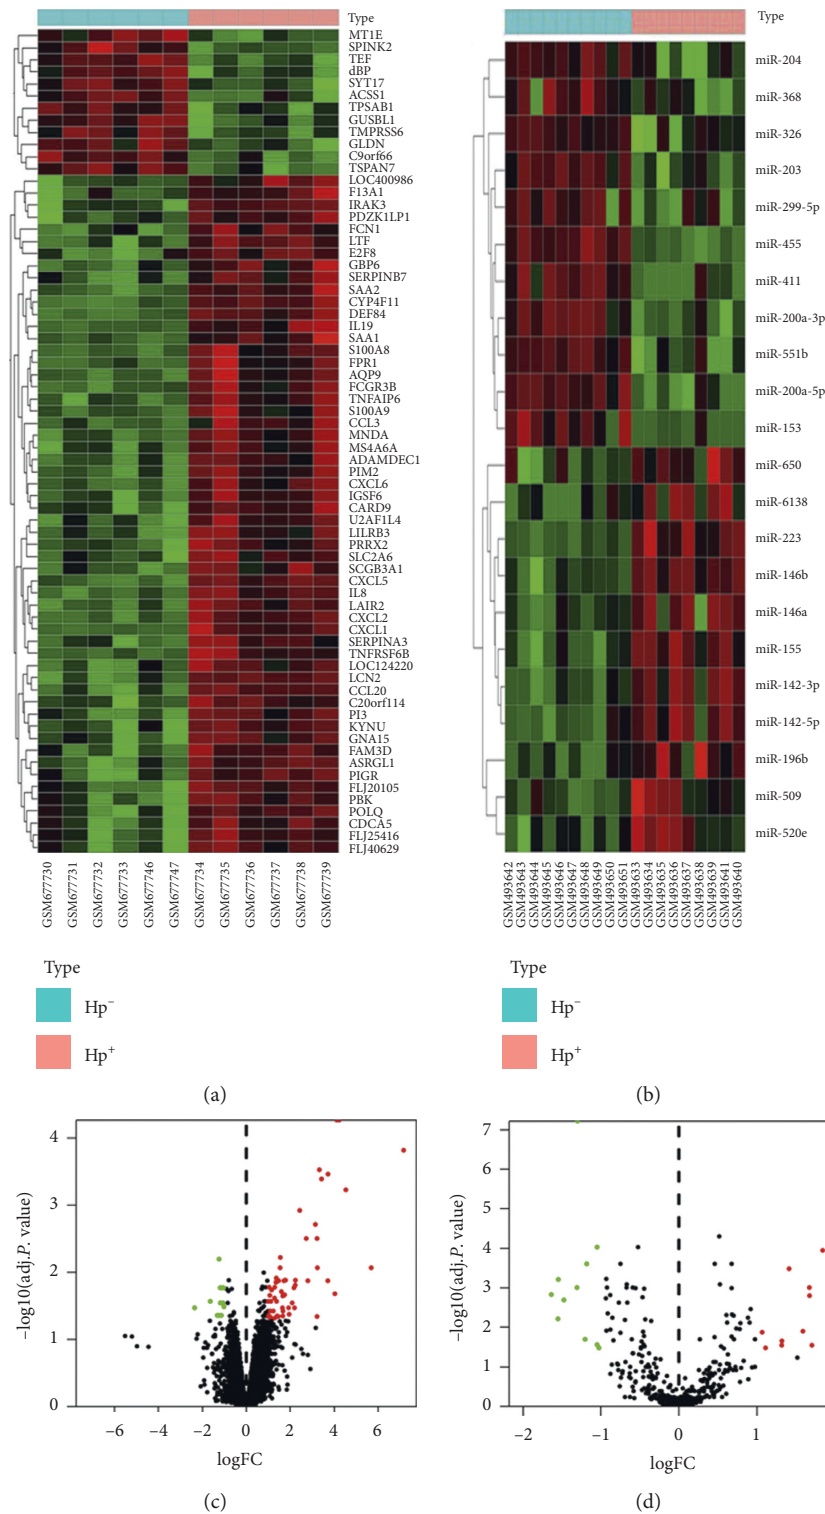 Type
MT1E
SPINK2
TEF
dBP
SYT17
ACSS1
TPSAB1
GUSBL1
TMPRSS6
GLDN
C9orf66
TSPAN7
LOC400986
F13A1
IRAK3
PDZK1LP1
FCN1
LTF
E2F8
GBP6
SERPINB7
SAA2
CYP4F11
DEF84
IL19
SAA1
S100A8
FPR1
AQP9
FCGR3B
TNFAIP6
S100A9
CCL3
MNDA
MS4A6A
ADAMDEC1
PIM2
CXCL6
IGSF6
CARD9
U2AF1L4
LILRB3
PRRX2
SLC2A6
SCGB3A1
CXCL5
IL8
LAIR2
CXCL2
CXCL1
SERPINA3
TNFRSF6B
LOC124220
LCN2
CCL20
C20orf114
PI3
KYNU
GNA15
FAM3D
ASRGL1
PIGR
FLJ20105
PBK
POLQ
CDCA5
FLJ25416
FLJ40629
GSM677730
GSM677731
GSM677732
GSM677733
GSM677746
GSM677747
GSM677734
GSM677735
GSM677736
GSM677737
GSM677738
GSM677739
Type
Hp⁻
Hp⁺
(a)
Type
miR-204
miR-368
miR-326
miR-203
miR-299-5p
miR-455
miR-411
miR-200a-3p
miR-551b
miR-200a-5p
miR-153
miR-650
miR-6138
miR-223
miR-146b
miR-146a
miR-155
miR-142-3p
miR-142-5p
miR-196b
miR-509
miR-520e
GSM493642
GSM493643
GSM493644
GSM493645
GSM493646
GSM493647
GSM493648
GSM493649
GSM493650
GSM493651
GSM493633
GSM493634
GSM493635
GSM493636
GSM493637
GSM493638
GSM493639
GSM493641
GSM493640
Type
Hp⁻
Hp⁺
(b)
−log10(adj.P. value)
4
3
2
1
0
−6 −4 −2 0 2 4 6
logFC
(c)
−log10(adj.P. value)
7
6
5
4
3
2
1
0
−2 −1 0 1
logFC
(d)